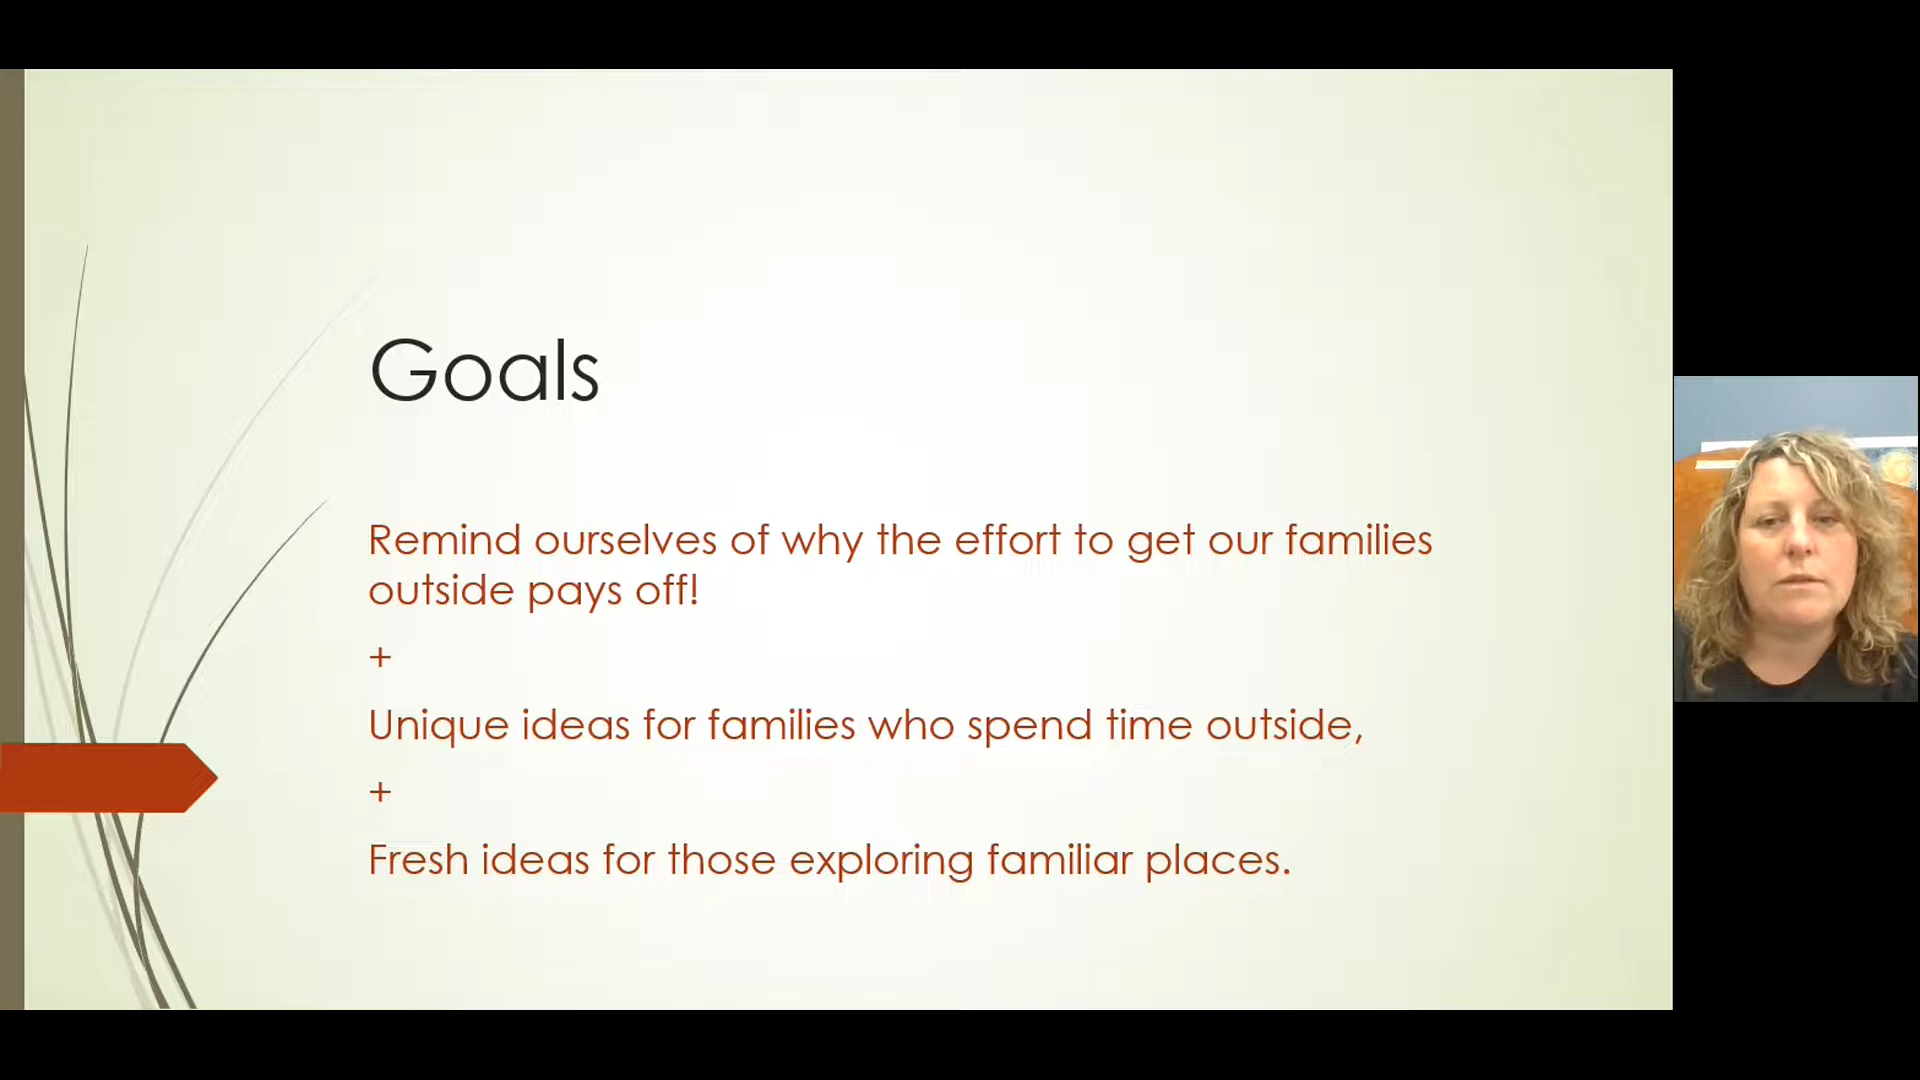 Goals
Remind ourselves of why the effort to get our families
outside pays off!
+
Unique ideas for families who spend time outside,
+
Fresh ideas for those exploring familiar places.